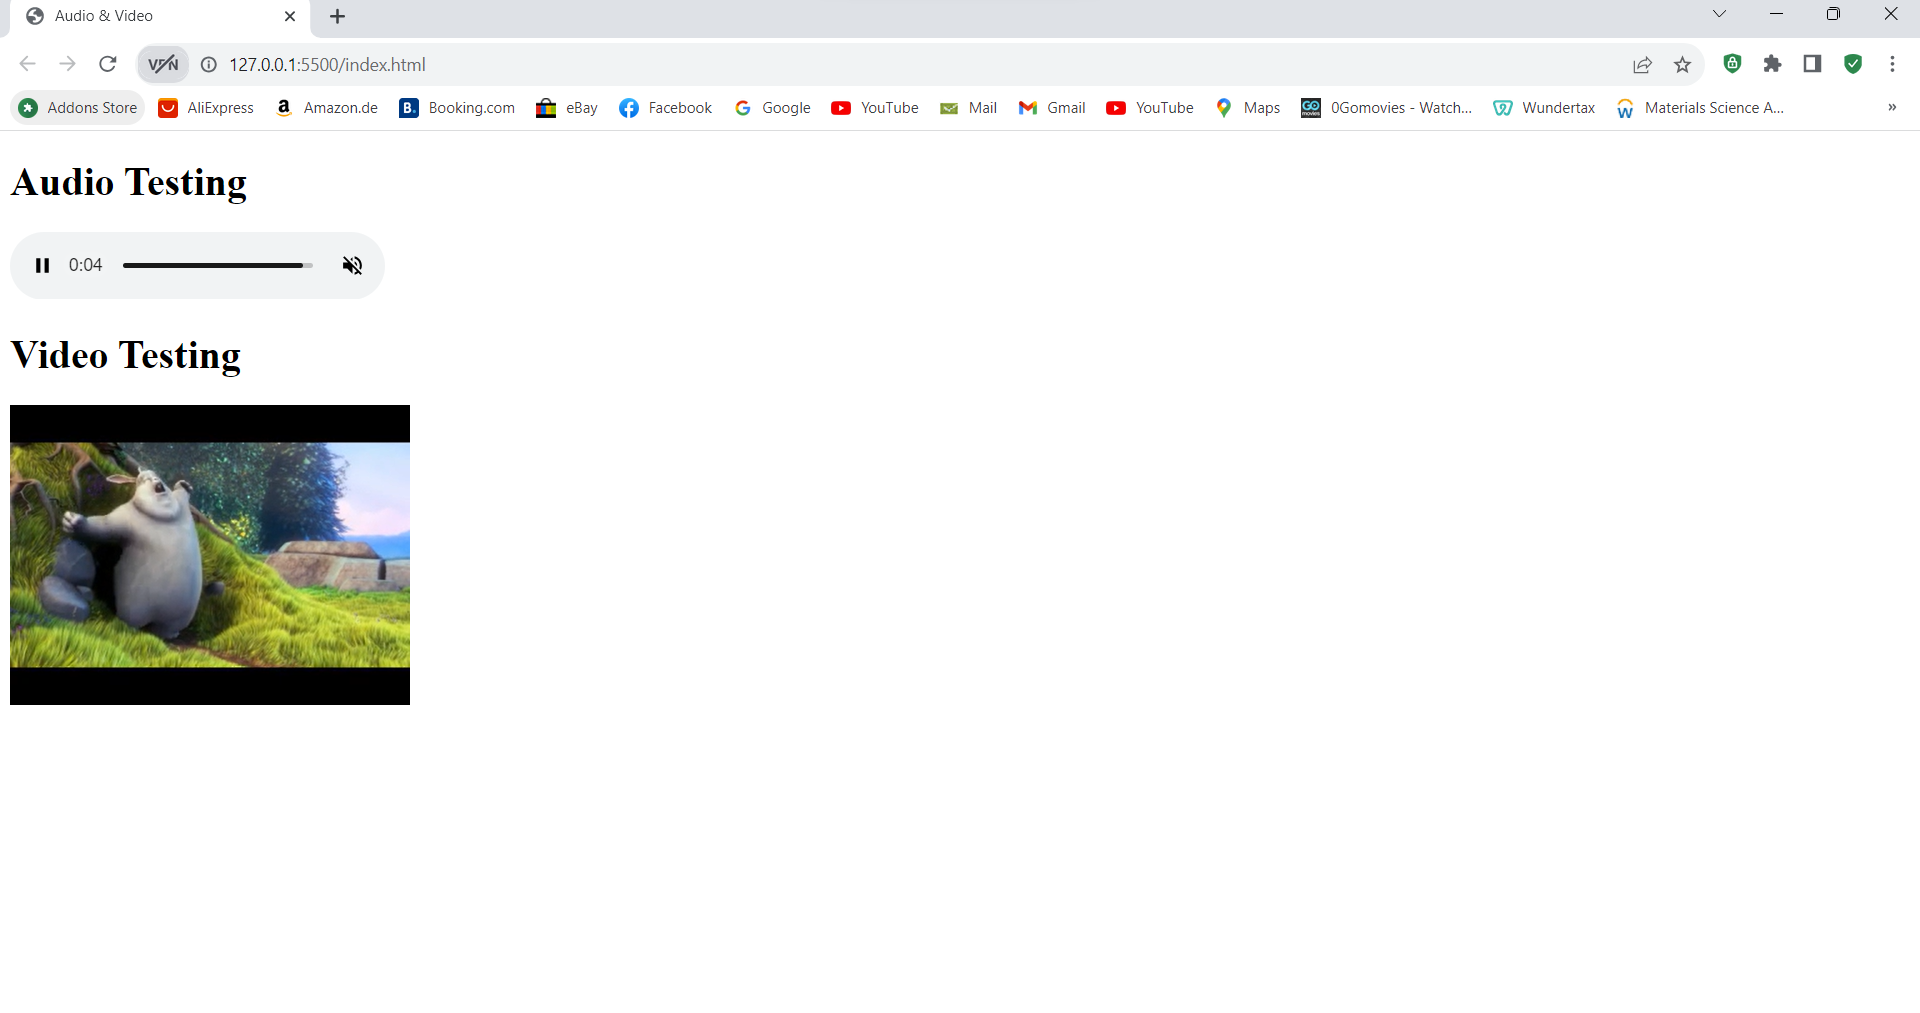 Audio & Video
VPN 127.0.0.1:5500/index.html
Addons Store AliExpress Amazon.de Booking.com eBay Facebook Google YouTube Mail Gmail YouTube Maps 0Gomovies - Watch... Wundertax Materials Science A... »
Audio Testing
0:04
Video Testing